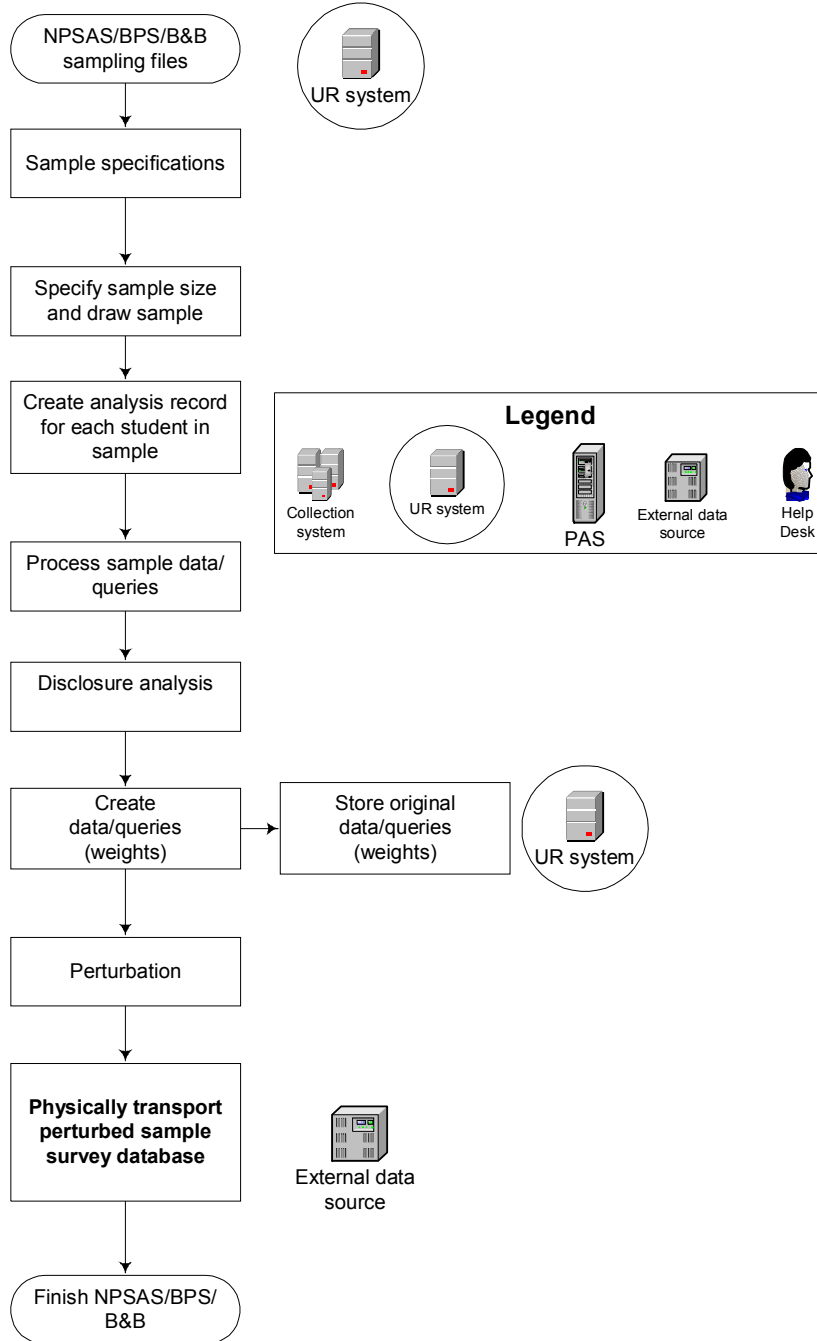 NPSAS/BPS/B&B
sampling files
UR system
Sample specifications
Specify sample size
and draw sample
Create analysis record
for each student in
sample
Legend
Collection
system
UR system
PAS
External data
source
Help
Desk
Process sample data/
queries
Disclosure analysis
Create
data/queries
(weights)
Store original
data/queries
(weights)
UR system
Perturbation
Physically transport
perturbed sample
survey database
External data
source
Finish NPSAS/BPS/
B&B